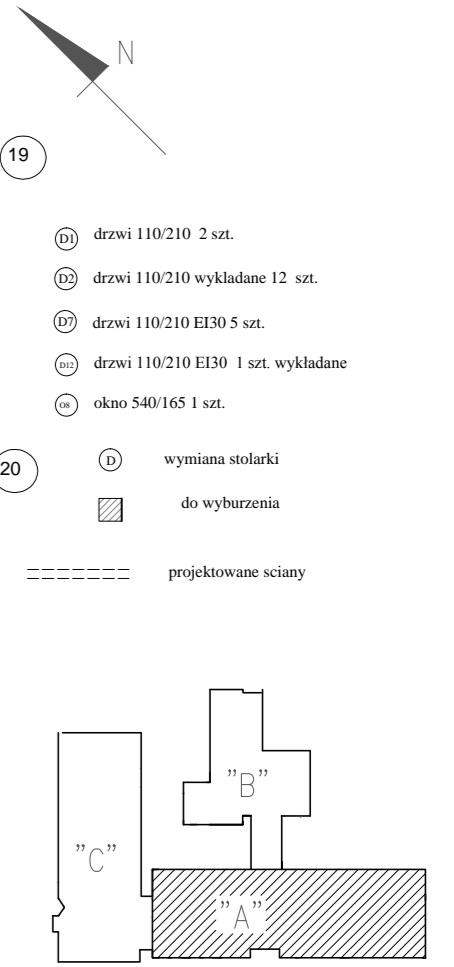 N
19
D1 drzwi 110/210 2 szt.
D2 drzwi 110/210 wykladane 12 szt.
D7 drzwi 110/210 EI30 5 szt.
D12 drzwi 110/210 EI30 1 szt. wykładane
O8 okno 540/165 1 szt.
20
D wymiana stolarki
do wyburzenia
projektowane sciany
"B"
"C"
"A"